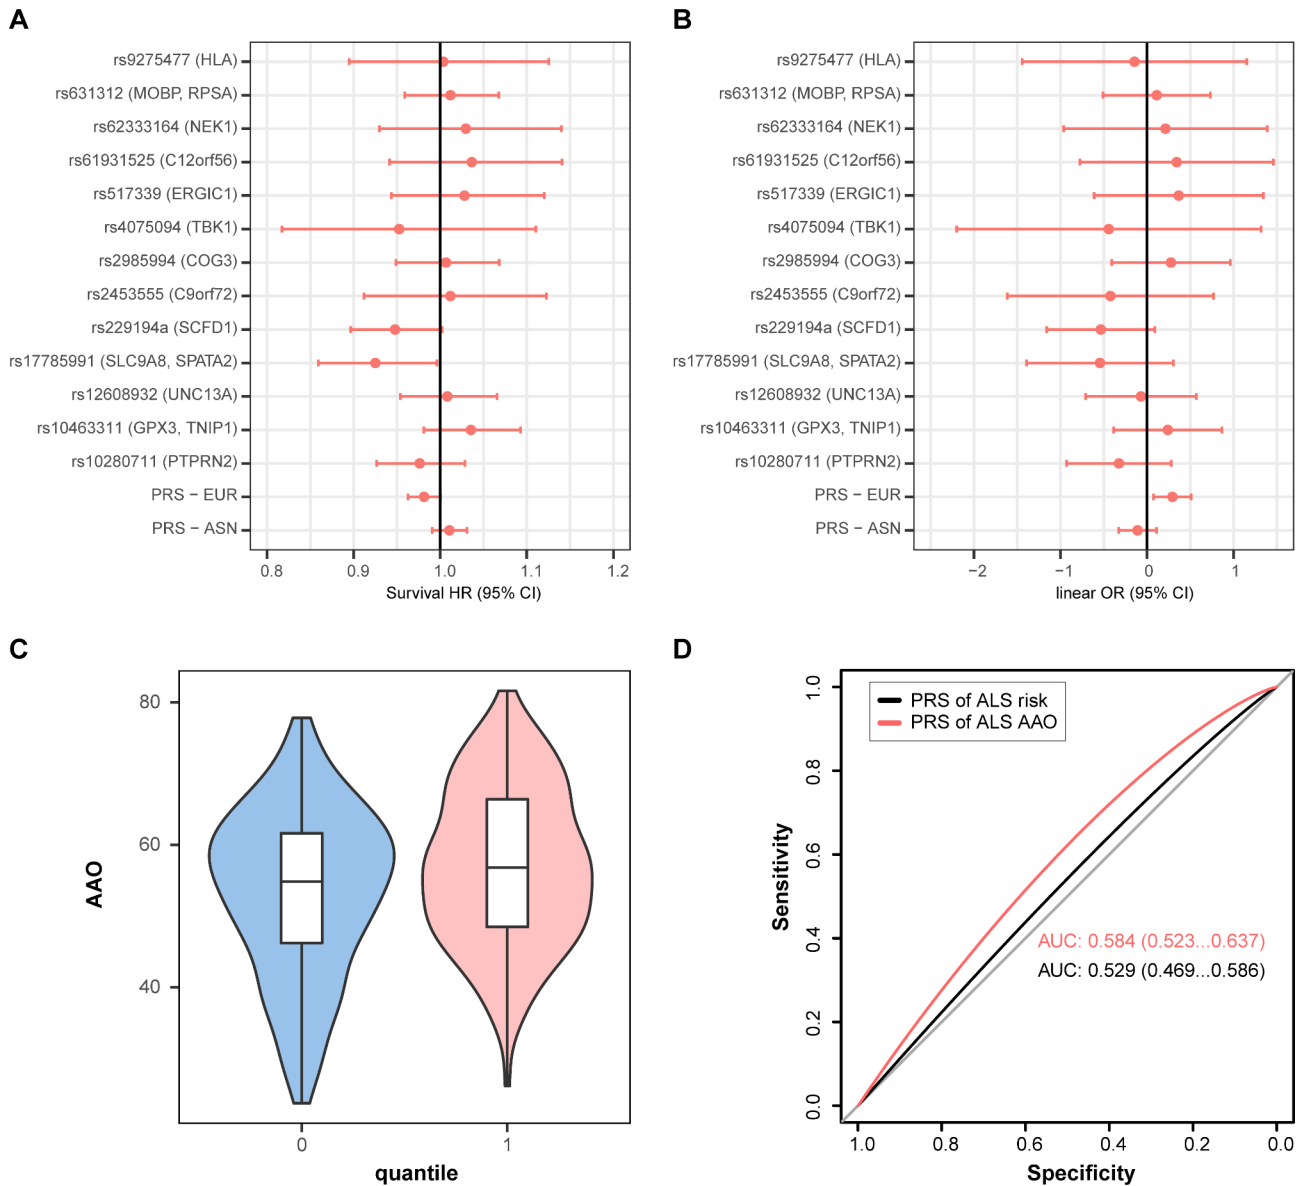 A
rs9275477 (HLA)
rs631312 (MOBP, RPSA)
rs62333164 (NEK1)
rs61931525 (C12orf56)
rs517339 (ERGIC1)
rs4075094 (TBK1)
rs2985994 (COG3)
rs2453555 (C9orf72)
rs229194a (SCFD1)
rs17785991 (SLC9A8, SPATA2)
rs12608932 (UNC13A)
rs10463311 (GPX3, TNIP1)
rs10280711 (PTPRN2)
PRS − EUR
PRS − ASN
0.8 0.9 1.0 1.1 1.2
Survival HR (95% CI)
B
rs9275477 (HLA)
rs631312 (MOBP, RPSA)
rs62333164 (NEK1)
rs61931525 (C12orf56)
rs517339 (ERGIC1)
rs4075094 (TBK1)
rs2985994 (COG3)
rs2453555 (C9orf72)
rs229194a (SCFD1)
rs17785991 (SLC9A8, SPATA2)
rs12608932 (UNC13A)
rs10463311 (GPX3, TNIP1)
rs10280711 (PTPRN2)
PRS − EUR
PRS − ASN
−2 −1 0 1
linear OR (95% CI)
C
80
60
40
AAO
0 1
quantile
D
PRS of ALS risk
PRS of ALS AAO
1.0
0.8
0.6
0.4
0.2
0.0
Sensitivity
AUC: 0.584 (0.523...0.637)
AUC: 0.529 (0.469...0.586)
1.0 0.8 0.6 0.4 0.2 0.0
Specificity